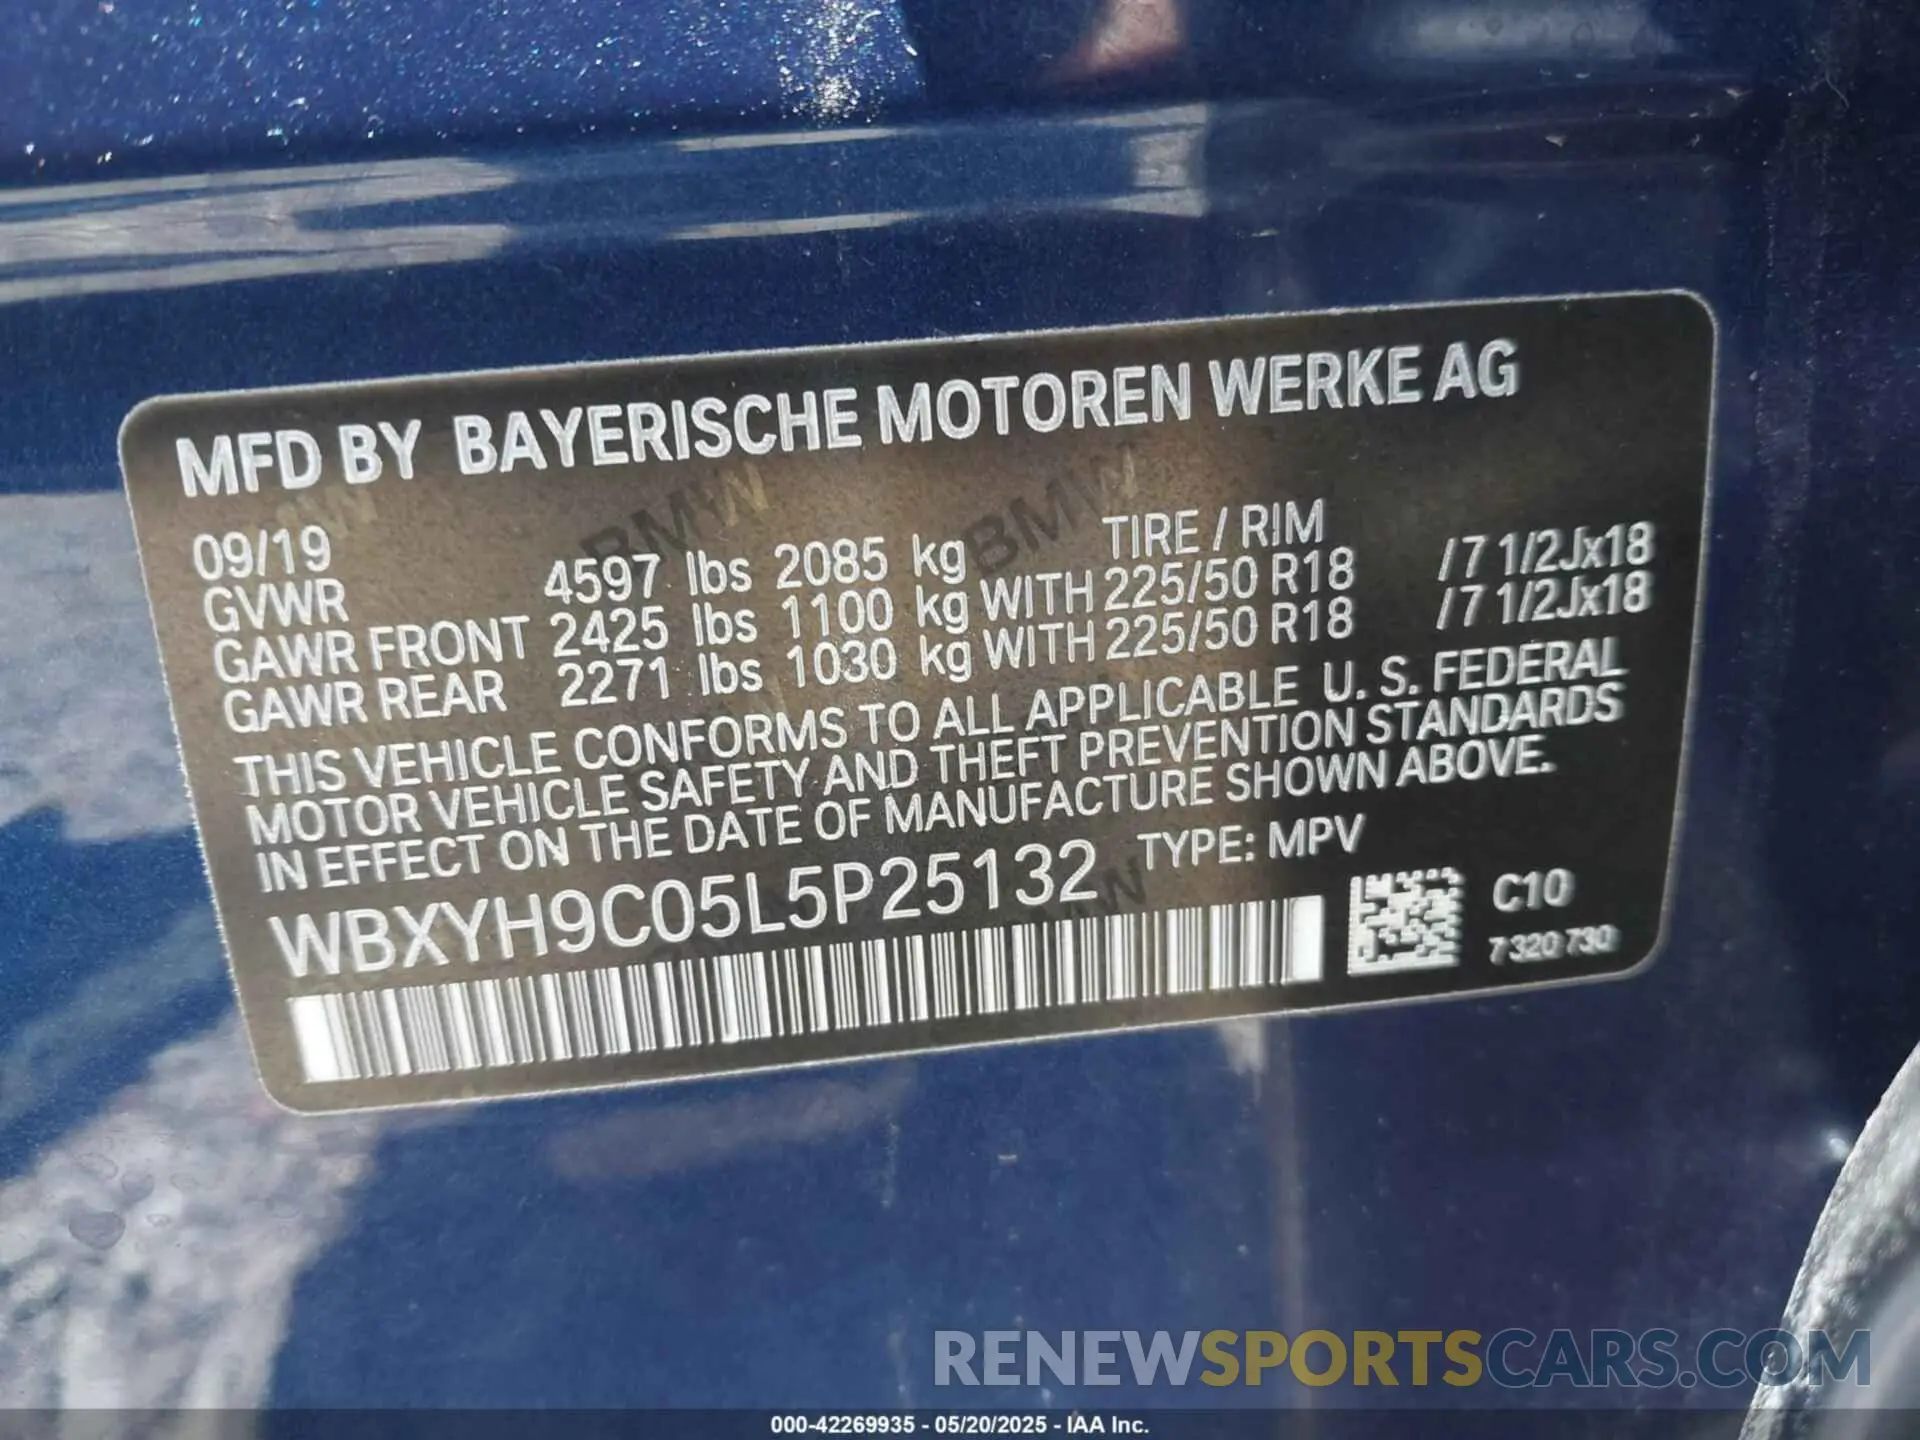 MFD BY BAYERISCHE MOTOREN WERKE AG
09/19 TIRE / RIM
GVWR 4597 lbs 2085 kg
GAWR FRONT 2425 lbs 1100 kg WITH 225/50 R18 /7 1/2Jx18
GAWR REAR 2271 lbs 1030 kg WITH 225/50 R18 /7 1/2Jx18
THIS VEHICLE CONFORMS TO ALL APPLICABLE U. S. FEDERAL
MOTOR VEHICLE SAFETY AND THEFT PREVENTION STANDARDS
IN EFFECT ON THE DATE OF MANUFACTURE SHOWN ABOVE.
WBXYH9C05L5P25132 TYPE: MPV
C10
7 320 730
BMW BMW
BMW
RENEWSPORTSCARS.COM
000-42269935 - 05/20/2025 - IAA Inc.